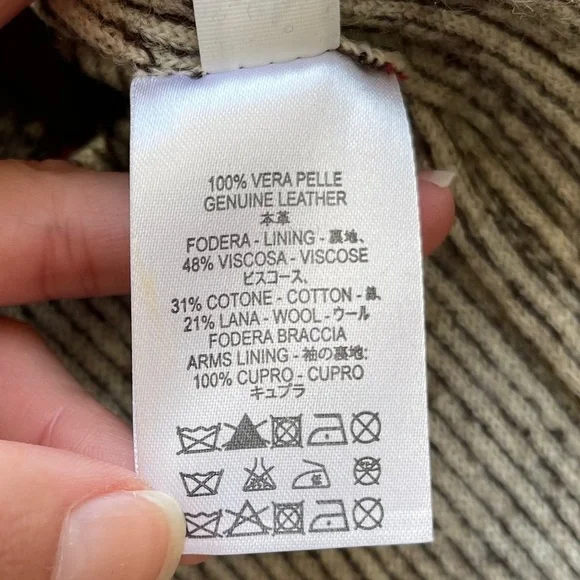 100% VERA PELLE
GENUINE LEATHER
本革
FODERA - LINING - 裏地、
48% VISCOSA - VISCOSE
ビスコース、
31% COTONE - COTTON - 綿、
21% LANA - WOOL - ウール
FODERA BRACCIA
ARMS LINING - 袖の裏地:
100% CUPRO - CUPRO
キュプラ